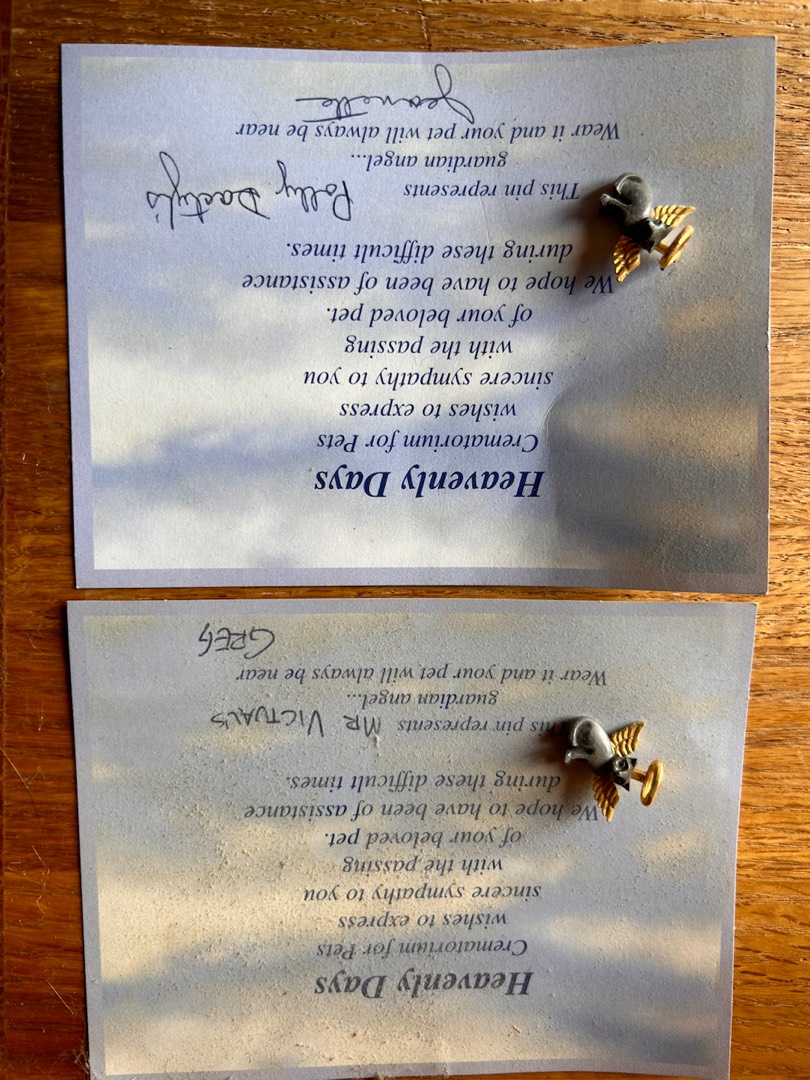 Heavenly Days
Crematorium for Pets
wishes to express
sincere sympathy to you
with the passing
of your beloved pet.
We hope to have been of assistance
during these difficult times.
This pin represents MR VICTUAL'S
guardian angel...
Wear it and your pet will always be near
GREG
Heavenly Days
Crematorium for Pets
wishes to express
sincere sympathy to you
with the passing
of your beloved pet.
We hope to have been of assistance
during these difficult times.
This pin represents Polly Dactyl's
guardian angel...
Wear it and your pet will always be near
Jeanette